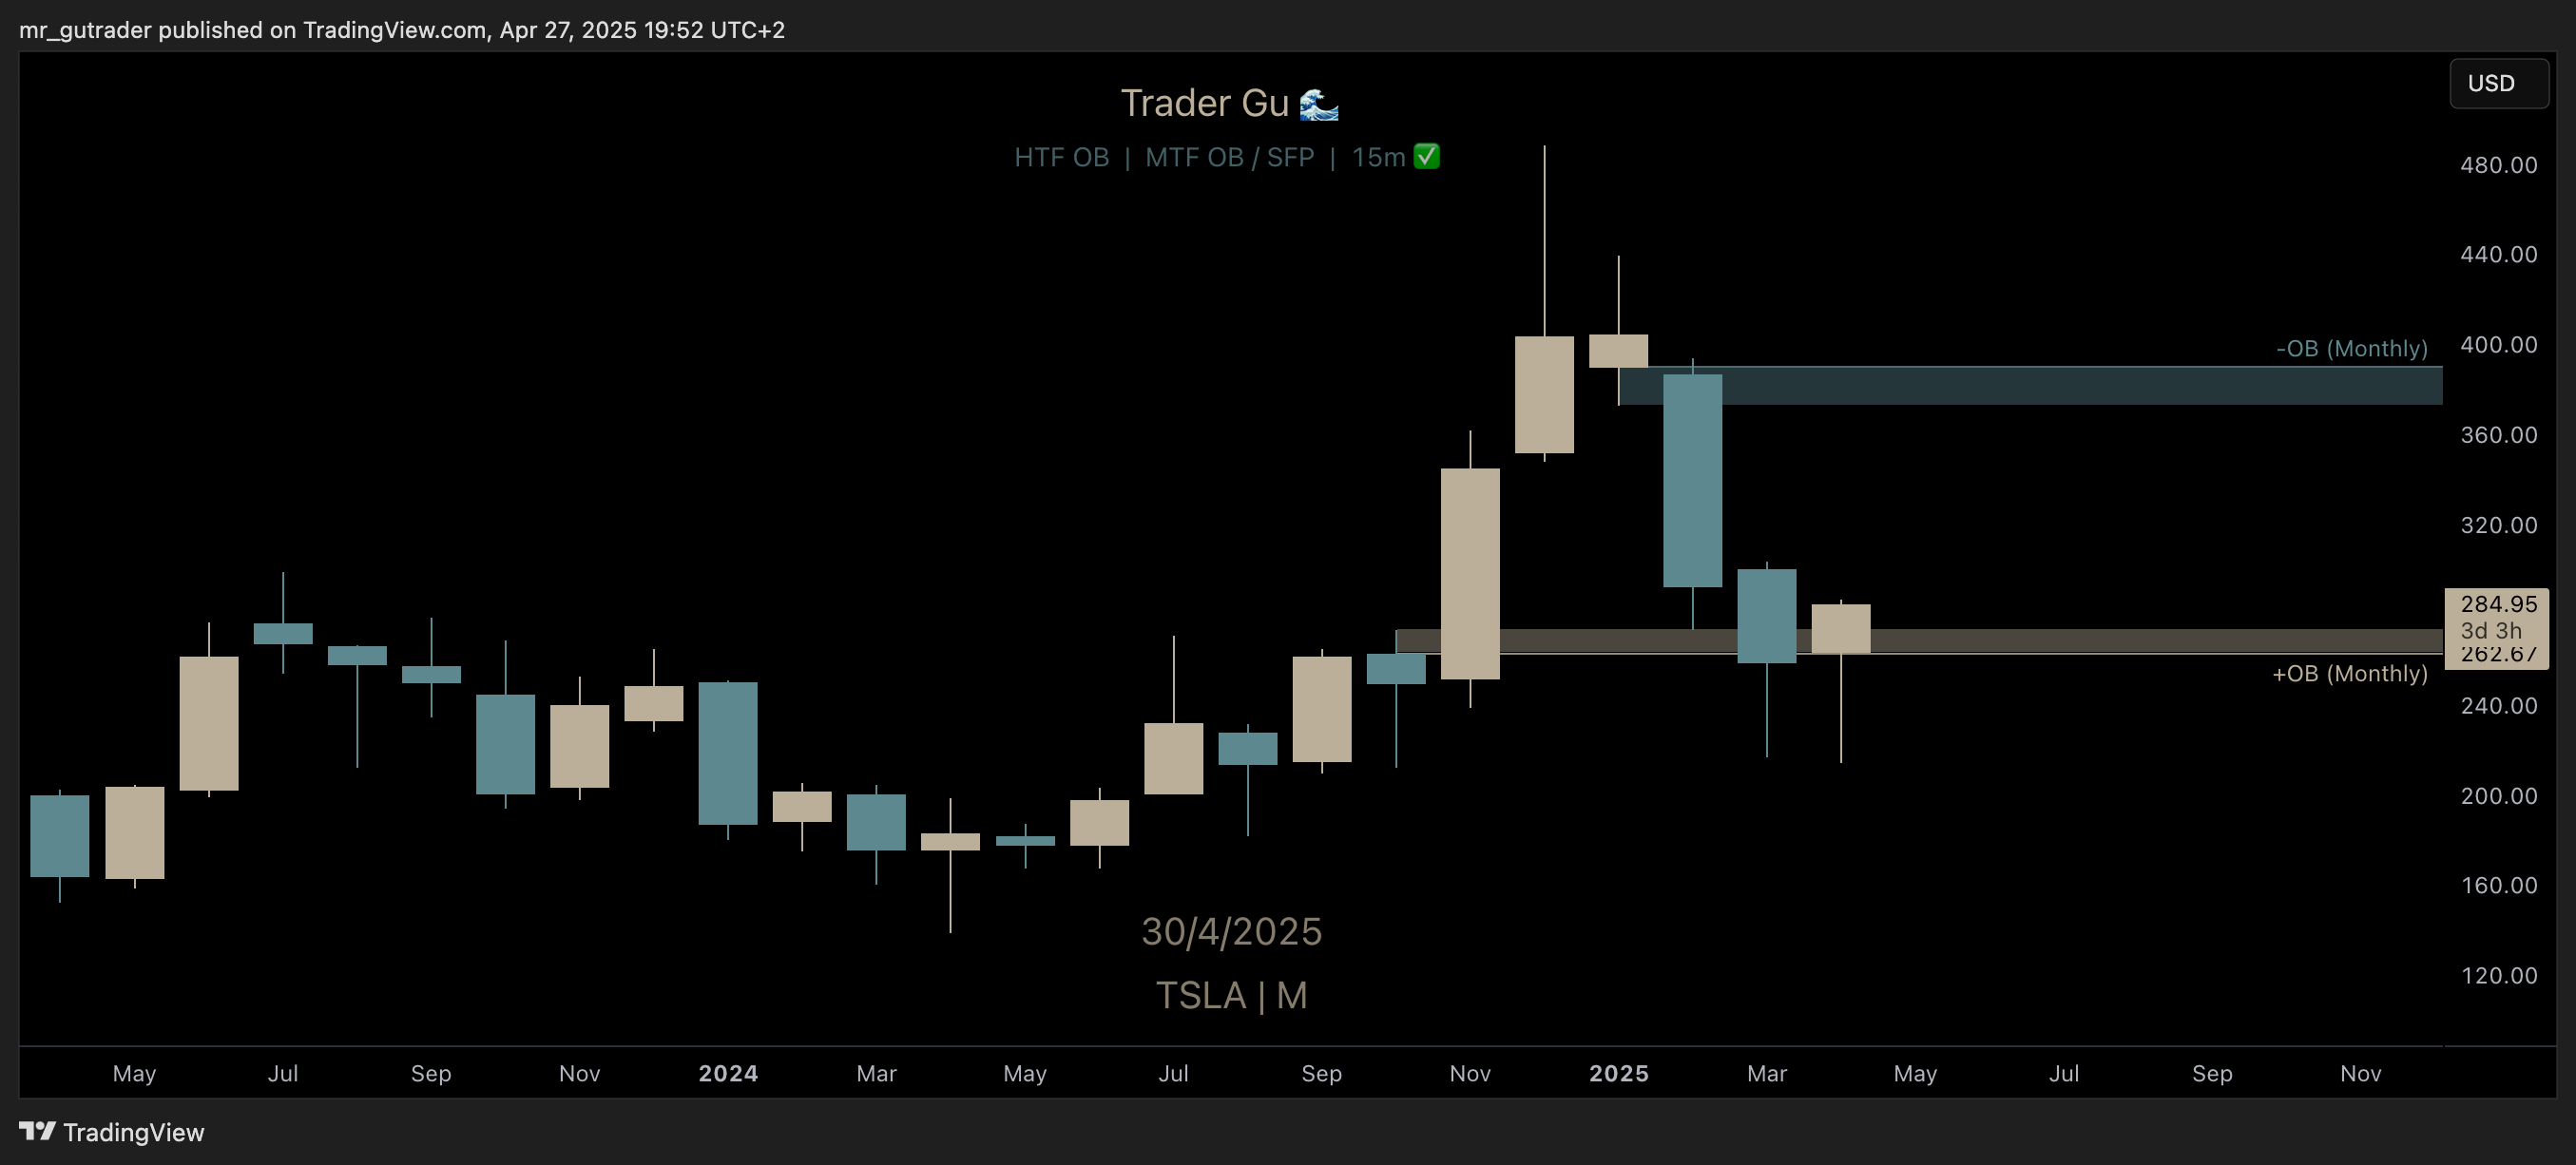 mr_gutrader published on TradingView.com, Apr 27, 2025 19:52 UTC+2
Trader Gu 🌊
HTF OB | MTF OB / SFP | 15m ✅
USD
480.00
440.00
-OB (Monthly)
400.00
360.00
320.00
284.95
3d 3h
262.67
+OB (Monthly)
240.00
200.00
160.00
120.00
30/4/2025
TSLA | M
May Jul Sep Nov 2024 Mar May Jul Sep Nov 2025 Mar May Jul Sep Nov
TradingView